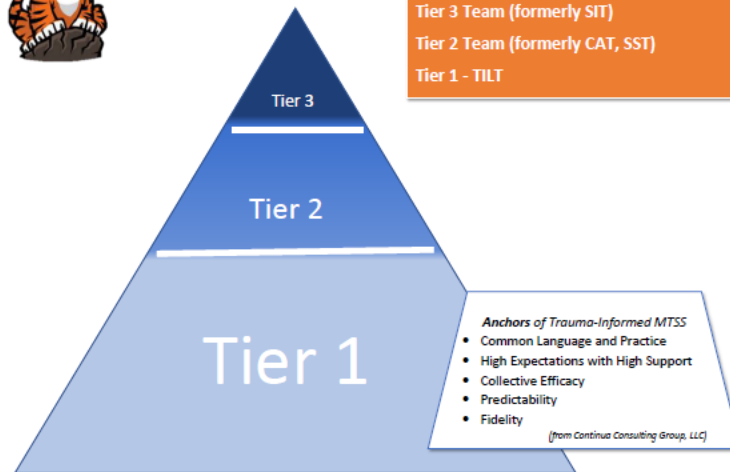 Tier 3 Team (formerly SIT)
Tier 2 Team (formerly CAT, SST)
Tier 1 - TILT
Tier 3
Tier 2
Tier 1
Anchors of Trauma-Informed MTSS
• Common Language and Practice
• High Expectations with High Support
• Collective Efficacy
• Predictability
• Fidelity
(from Continua Consulting Group, LLC)